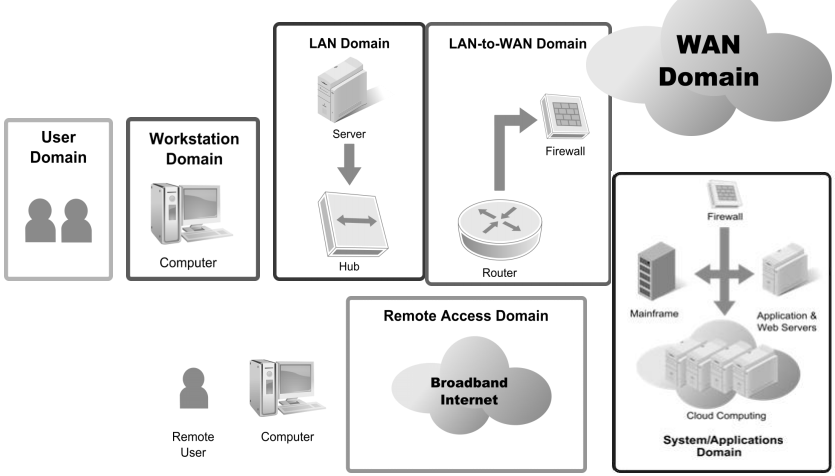 User
Domain
Workstation
Domain
Computer
LAN Domain
Server
Hub
LAN-to-WAN Domain
Firewall
Router
WAN
Domain
Remote
User
Computer
Remote Access Domain
Broadband
Internet
Firewall
Mainframe
Application &
Web Servers
Cloud Computing
System/Applications
Domain